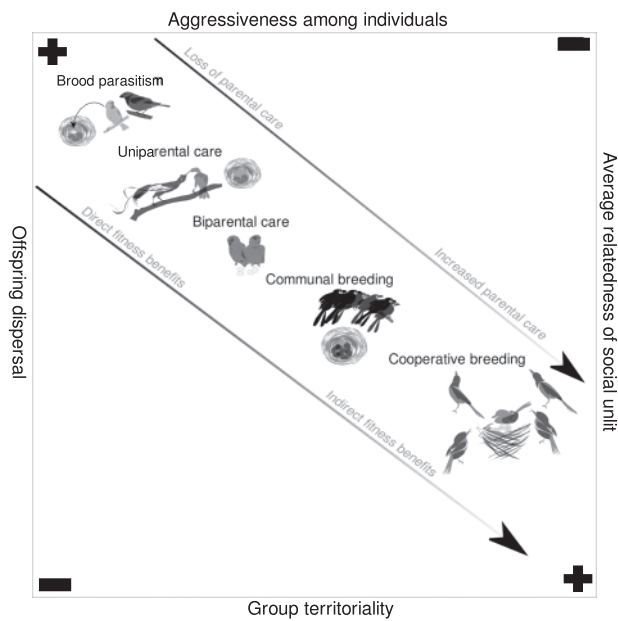 Aggressiveness among individuals
Loss of parental care
Brood parasitism
Uniparental care
Direct fitness benefits
Biparental care
Communal breeding
Increased parental care
Cooperative breeding
Indirect fitness benefits
Offspring dispersal
Average relatedness of social unlit
Group territoriality